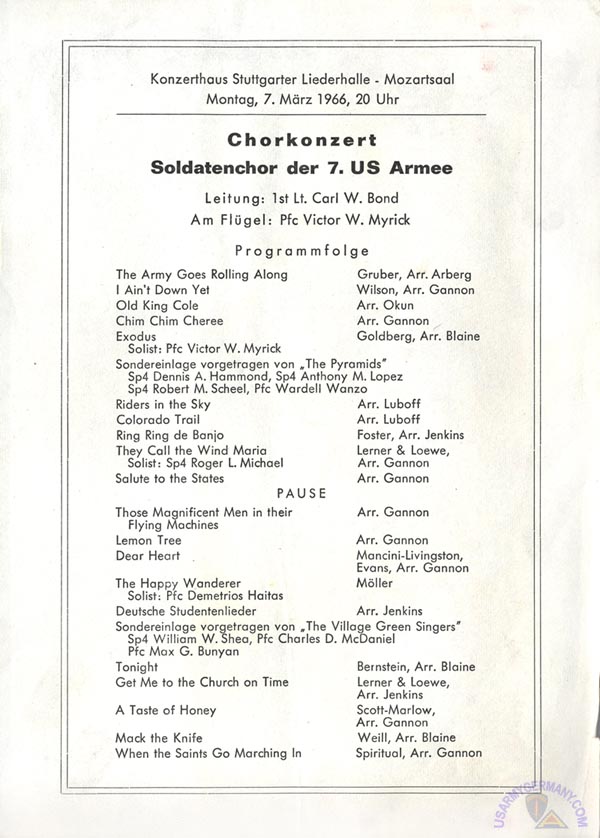 Konzerthaus Stuttgarter Liederhalle - Mozartsaal
Montag, 7. März 1966, 20 Uhr
Chorkonzert
Soldatenchor der 7. US Armee
Leitung: 1st Lt. Carl W. Bond
Am Flügel: Pfc Victor W. Myrick
Programmfolge
The Army Goes Rolling Along Gruber, Arr. Arberg
I Ain't Down Yet Wilson, Arr. Gannon
Old King Cole Arr. Okun
Chim Chim Cheree Arr. Gannon
Exodus Goldberg, Arr. Blaine
Solist: Pfc Victor W. Myrick
Sondereinlage vorgetragen von „The Pyramids"
Sp4 Dennis A. Hammond, Sp4 Anthony M. Lopez
Sp4 Robert M. Scheel, Pfc Wardell Wanzo
Riders in the Sky Arr. Luboff
Colorado Trail Arr. Luboff
Ring Ring de Banjo Foster, Arr. Jenkins
They Call the Wind Maria Lerner & Loewe,
Solist: Sp4 Roger L. Michael Arr. Gannon
Salute to the States Arr. Gannon
PAUSE
Those Magnificent Men in their Arr. Gannon
Flying Machines
Lemon Tree Arr. Gannon
Dear Heart Mancini-Livingston,
Evans, Arr. Gannon
The Happy Wanderer Möller
Solist: Pfc Demetrios Haitas
Deutsche Studentenlieder Arr. Jenkins
Sondereinlage vorgetragen von „The Village Green Singers"
Sp4 William W. Shea, Pfc Charles D. McDaniel
Pfc Max G. Bunyan
Tonight Bernstein, Arr. Blaine
Get Me to the Church on Time Lerner & Loewe,
Arr. Jenkins
A Taste of Honey Scott-Marlow,
Arr. Gannon
Mack the Knife Weill, Arr. Blaine
When the Saints Go Marching In Spiritual, Arr. Gannon
USARMYGERMANY.COM